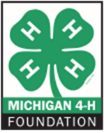 H H
H H
MICHIGAN 4-H
FOUNDATION